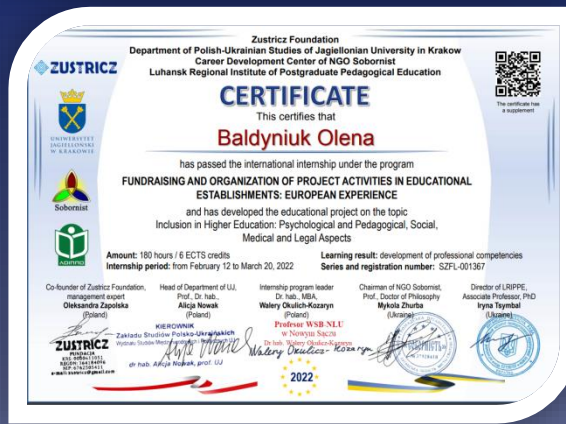 Zustricz Foundation
Department of Polish-Ukrainian Studies of Jagiellonian University in Krakow
Career Development Center of NGO Sobornist
Luhansk Regional Institute of Postgraduate Pedagogical Education
ZUSTRICZ
CERTIFICATE
The certificate has
a supplement
This certifies that
Baldyniuk Olena
UNIWERSYTET
JAGIELLOŃSKI
W KRAKOWIE
has passed the international internship under the program
FUNDRAISING AND ORGANIZATION OF PROJECT ACTIVITIES IN EDUCATIONAL
ESTABLISHMENTS: EUROPEAN EXPERIENCE
Sobornist
and has developed the educational project on the topic
Inclusion in Higher Education: Psychological and Pedagogical, Social,
Medical and Legal Aspects
Amount: 180 hours / 6 ECTS credits
Learning result: development of professional competencies
Internship period: from February 12 to March 20, 2022
Series and registration number: SZFL-001367
Co-founder of Zustricz Foundation,
management expert
Oleksandra Zapolska
(Poland)
Head of Department of UJ,
Prof., Dr. hab.,
Alicja Nowak
(Poland)
Internship program leader
Dr. hab., MBA,
Walery Okulich-Kozaryn
(Poland)
Chairman of NGO Sobornist,
Prof., Doctor of Philosophy
Mykola Zhurba
(Ukraine)
Director of LRIPPE,
Associate Professor, PhD
Iryna Tsymbal
(Ukraine)
KIEROWNIK
Zakładu Studiów Polsko-Ukraińskich
dr hab. Alicja Nowak, prof. UJ
Profesor WSB-NLU
w Nowym Sączu
Dr hab. Walery Okulicz-Kozaryn
Walery Okulicz-Kozaryn
ZUSTRICZ
FUNDACJA
2022